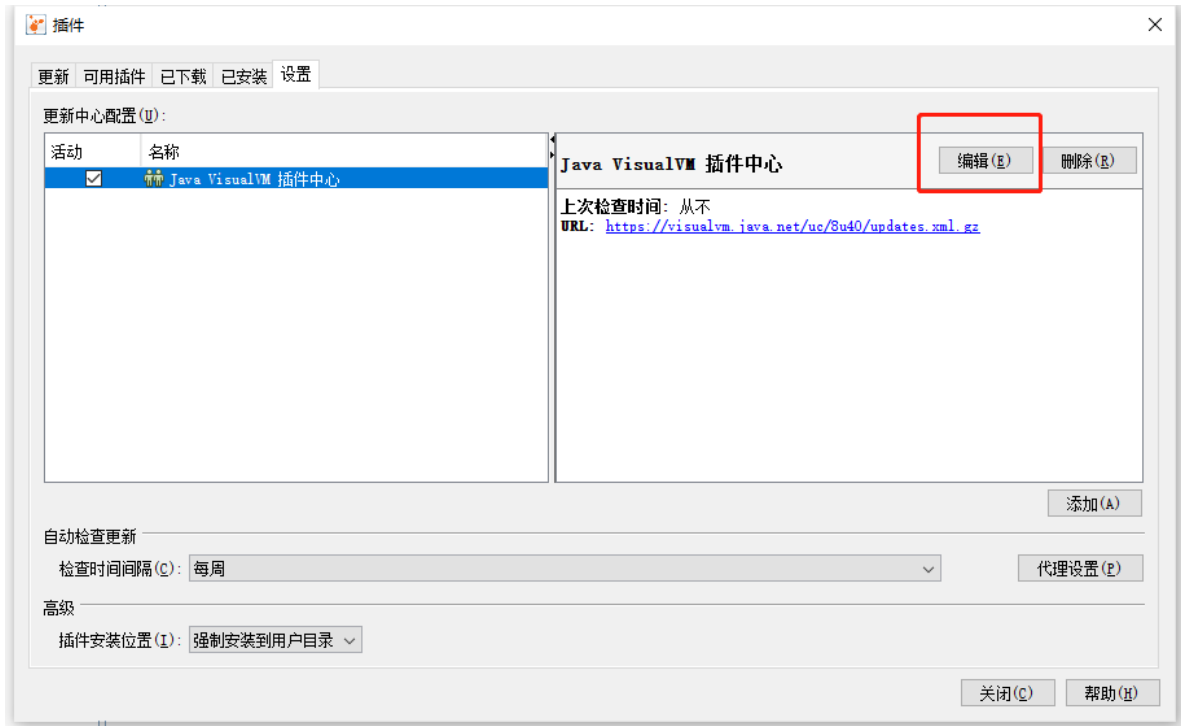 插件
更新 可用插件 已下载 已安装 设置
更新中心配置(U):
活动 名称
Java VisualVM 插件中心
Java VisualVM 插件中心 编辑(E) 删除(R)
上次检查时间: 从不
URL: https://visualvm.java.net/uc/8u40/updates.xml.gz
添加(A)
自动检查更新
检查时间间隔(C): 每周 代理设置(P)
高级
插件安装位置(I): 强制安装到用户目录
关闭(C) 帮助(H)